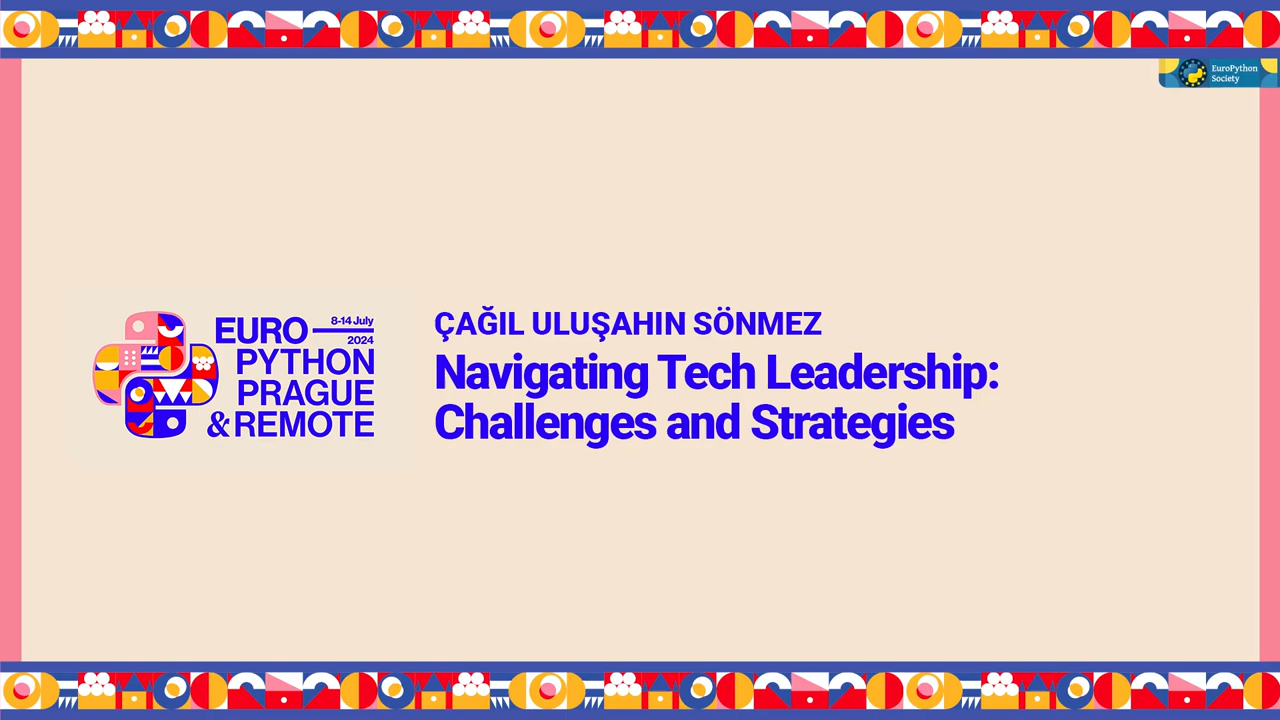 EuroPython
Society
EURO
8-14 July
2024
PYTHON
PRAGUE
& REMOTE
ÇAĞIL ULUŞAHIN SÖNMEZ
Navigating Tech Leadership:
Challenges and Strategies